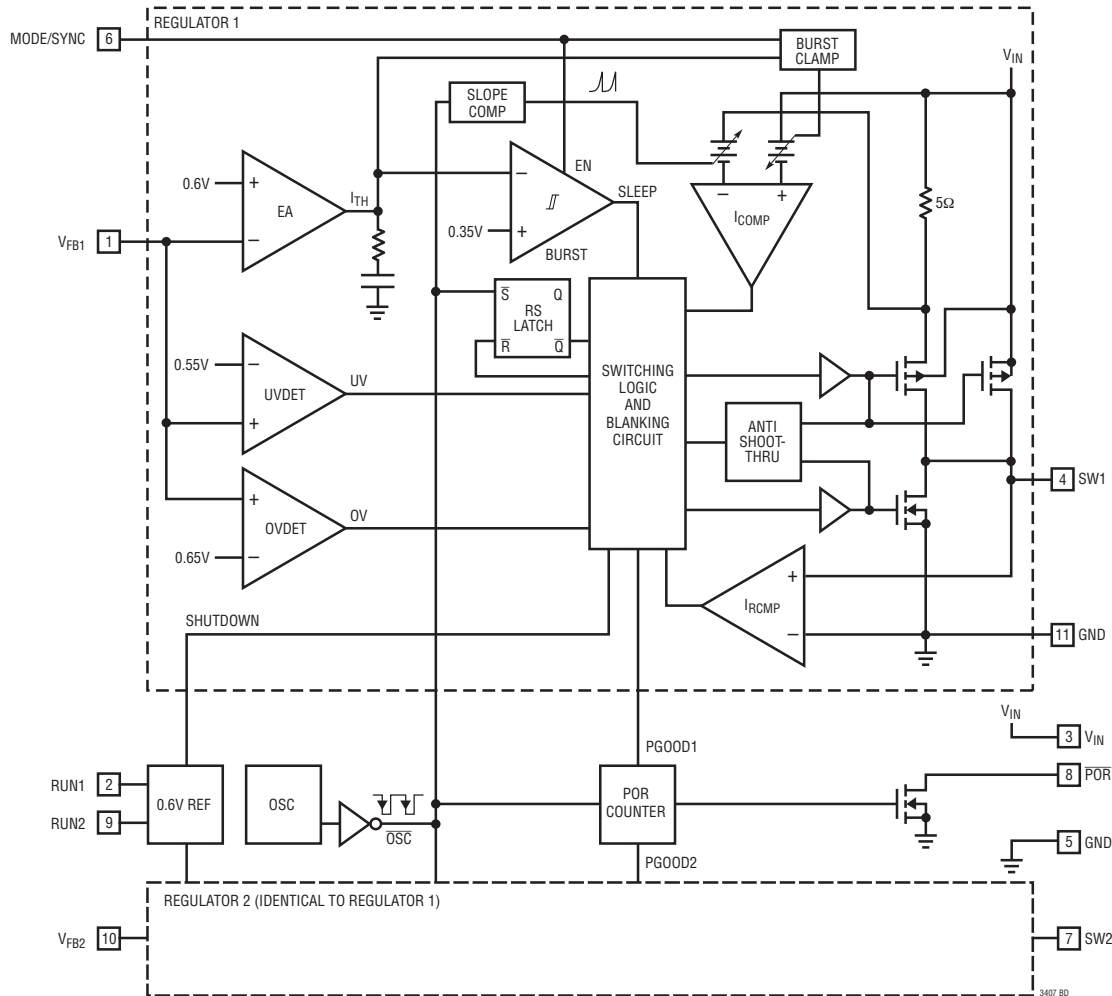 REGULATOR 1
MODE/SYNC
6
BURST
CLAMP
VIN
SLOPE
COMP
EN
0.6V
+
EA
−
ITH
−
SLEEP
0.35V
+
BURST
−
+
ICOMP
5Ω
VFB1
1
S̅
Q
RS
LATCH
R̅
Q̅
0.55V
−
UVDET
+
UV
SWITCHING
LOGIC
AND
BLANKING
CIRCUIT
ANTI
SHOOT-
THRU
4
SW1
+
OVDET
0.65V
−
OV
+
IRCMP
−
SHUTDOWN
11
GND
VIN
3
VIN
PGOOD1
RUN1
2
0.6V REF
RUN2
9
OSC
O̅S̅C̅
POR
COUNTER
8
P̅O̅R̅
5
GND
PGOOD2
REGULATOR 2 (IDENTICAL TO REGULATOR 1)
VFB2
10
7
SW2
3407 BD